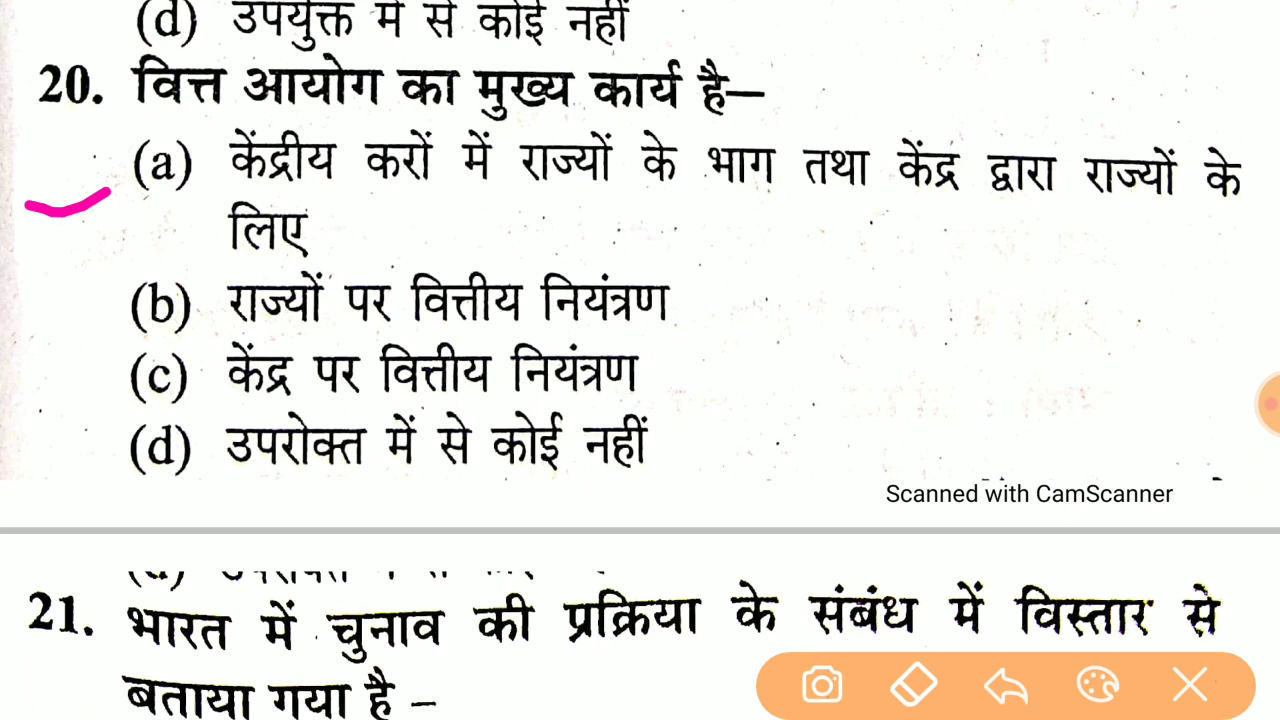 (d) उपर्युक्त में से कोई नहीं
20. वित्त आयोग का मुख्य कार्य है—
(a) केंद्रीय करों में राज्यों के भाग तथा केंद्र द्वारा राज्यों के
लिए
(b) राज्यों पर वित्तीय नियंत्रण
(c) केंद्र पर वित्तीय नियंत्रण
(d) उपरोक्त में से कोई नहीं
Scanned with CamScanner
21. भारत में चुनाव की प्रक्रिया के संबंध में विस्तार से
बताया गया है –